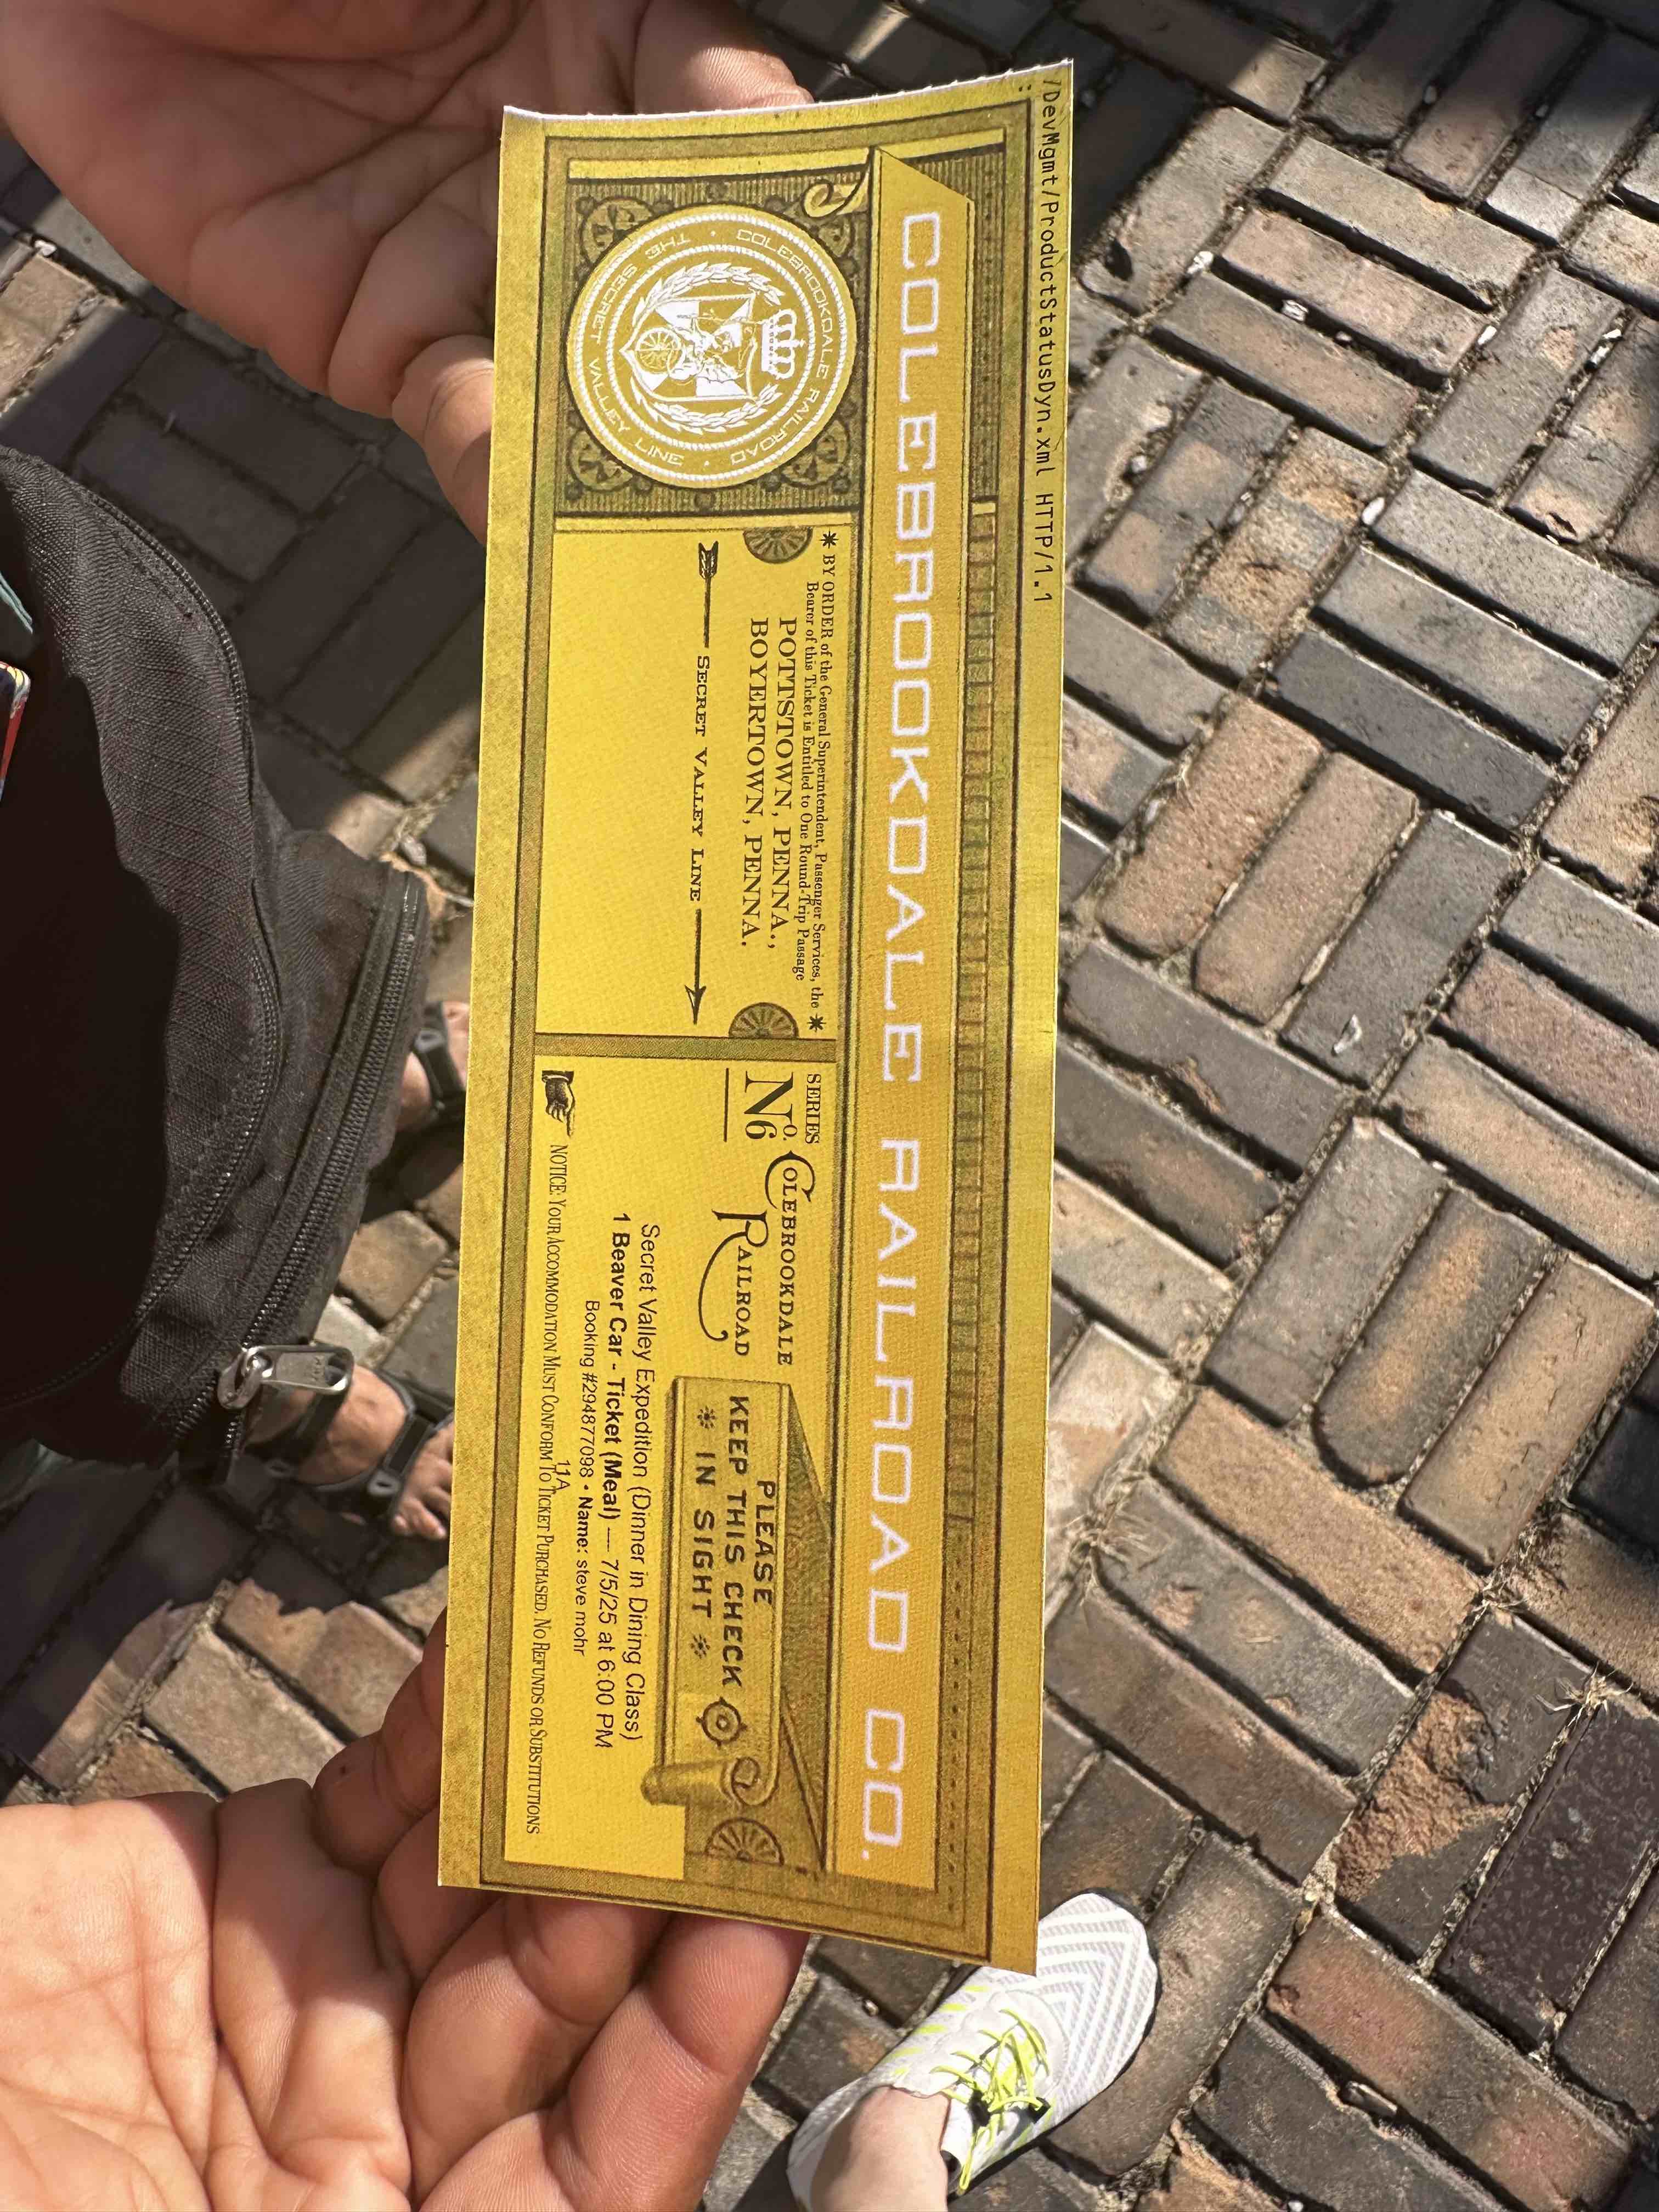 /DevMgmt/ProductStatusDyn.xml HTTP/1.1
:
COLEBROOKDALE RAILROAD CO.
COLEBROOKDALE RAILROAD • THE SECRET VALLEY LINE •
* BY ORDER of the General Superintendent, Passenger Services, the *
Bearer of this Ticket is Entitled to One Round-Trip Passage
POTTSTOWN, PENNA.,
BOYERTOWN, PENNA.
SECRET VALLEY LINE
SERIES
No. 6
COLEBROOKDALE
RAILROAD
PLEASE
KEEP THIS CHECK
* IN SIGHT *
Secret Valley Expedition (Dinner in Dining Class)
1 Beaver Car - Ticket (Meal) — 7/5/25 at 6:00 PM
Booking #294877098 • Name: steve mohr
11A
NOTICE: YOUR ACCOMMODATION MUST CONFORM TO TICKET PURCHASED. NO REFUNDS OR SUBSTITUTIONS